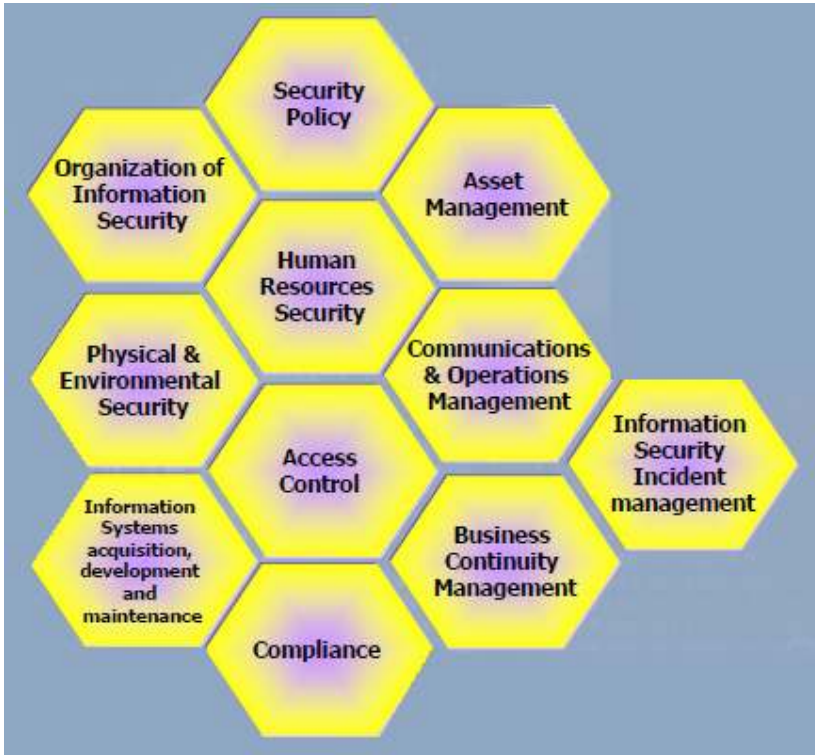 Security
Policy
Organization of
Information
Security
Asset
Management
Human
Resources
Security
Physical &
Environmental
Security
Communications
& Operations
Management
Access
Control
Information
Security
Incident
management
Information
Systems
acquisition,
development
and
maintenance
Business
Continuity
Management
Compliance